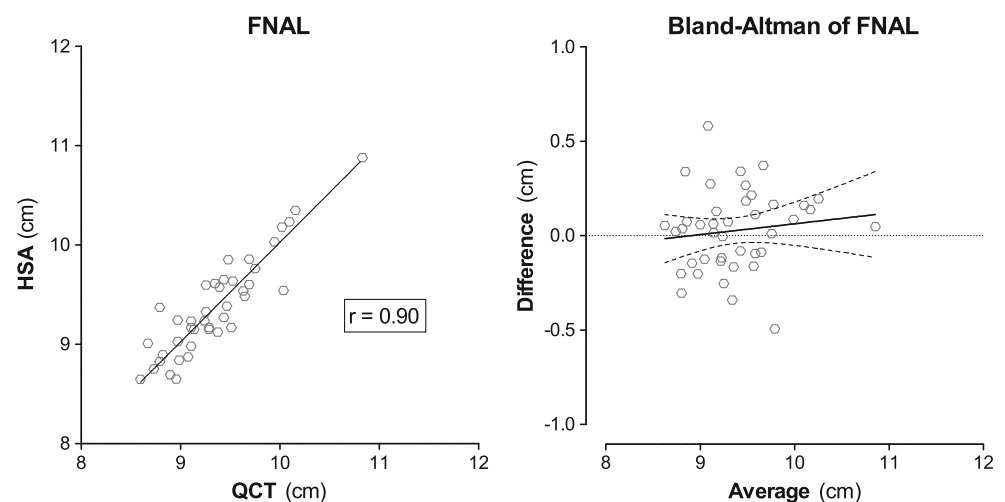 FNAL
12
11
10
9
8
HSA (cm)
r = 0.90
8 9 10 11 12
QCT (cm)
Bland-Altman of FNAL
1.0
0.5
0.0
-0.5
-1.0
Difference (cm)
8 9 10 11 12
Average (cm)